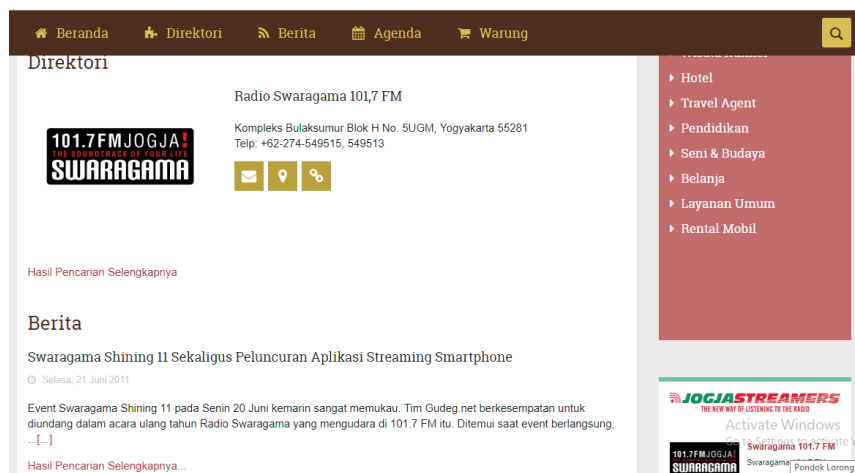 Beranda
Direktori
Berita
Agenda
Warung
Direktori
Radio Swaragama 101,7 FM
Kompleks Bulaksumur Blok H No. 5UGM, Yogyakarta 55281
Telp: +62-274-549515, 549513
101.7FMJOGJA!
THE SOUNDTRACK OF YOUR LIFE
SWARAGAMA
Hasil Pencarian Selengkapnya
Berita
Swaragama Shining 11 Sekaligus Peluncuran Aplikasi Streaming Smartphone
Selasa, 21 Juni 2011
Event Swaragama Shining 11 pada Senin 20 Juni kemarin sangat memukau. Tim Gudeg.net berkesempatan untuk
diundang dalam acara ulang tahun Radio Swaragama yang mengudara di 101.7 FM itu. Ditemui saat event berlangsung,
...[...]
Hasil Pencarian Selengkapnya...
Hotel
Travel Agent
Pendidikan
Seni & Budaya
Belanja
Layanan Umum
Rental Mobil
JOGJASTREAMERS
THE NEW WAY OF LISTENING TO THE RADIO
Activate Windows
Go to Settings to activate W
Swaragama 101.7 FM
101.7FMJOGJA!
SWARAGAMA
Swaragama
Pondok Lorong